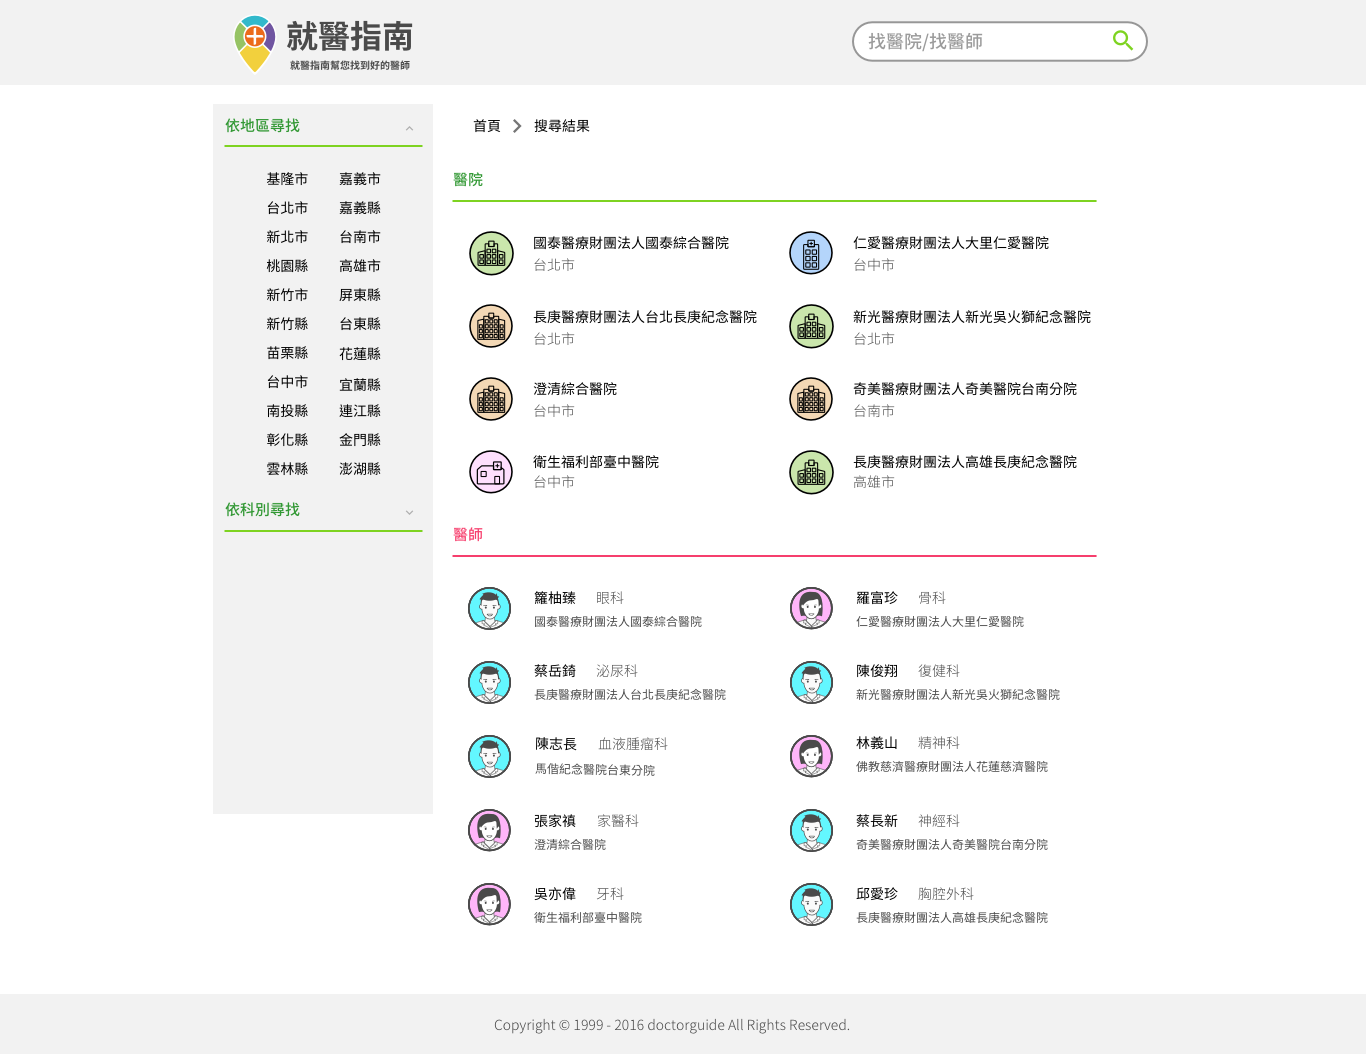 就醫指南
就醫指南幫您找到好的醫師
找醫院/找醫師
依地區尋找
基隆市 嘉義市
台北市 嘉義縣
新北市 台南市
桃園縣 高雄市
新竹市 屏東縣
新竹縣 台東縣
苗栗縣 花蓮縣
台中市 宜蘭縣
南投縣 連江縣
彰化縣 金門縣
雲林縣 澎湖縣
依科別尋找
首頁 搜尋結果
醫院
國泰醫療財團法人國泰綜合醫院
台北市
仁愛醫療財團法人大里仁愛醫院
台中市
長庚醫療財團法人台北長庚紀念醫院
台北市
新光醫療財團法人新光吳火獅紀念醫院
台北市
澄清綜合醫院
台中市
奇美醫療財團法人奇美醫院台南分院
台南市
衛生福利部臺中醫院
台中市
長庚醫療財團法人高雄長庚紀念醫院
高雄市
醫師
籮柚臻 眼科
國泰醫療財團法人國泰綜合醫院
羅富珍 骨科
仁愛醫療財團法人大里仁愛醫院
蔡岳錡 泌尿科
長庚醫療財團法人台北長庚紀念醫院
陳俊翔 復健科
新光醫療財團法人新光吳火獅紀念醫院
陳志長 血液腫瘤科
馬偕紀念醫院台東分院
林義山 精神科
佛教慈濟醫療財團法人花蓮慈濟醫院
張家禛 家醫科
澄清綜合醫院
蔡長新 神經科
奇美醫療財團法人奇美醫院台南分院
吳亦偉 牙科
衛生福利部臺中醫院
邱愛珍 胸腔外科
長庚醫療財團法人高雄長庚紀念醫院
Copyright © 1999 - 2016 doctorguide All Rights Reserved.